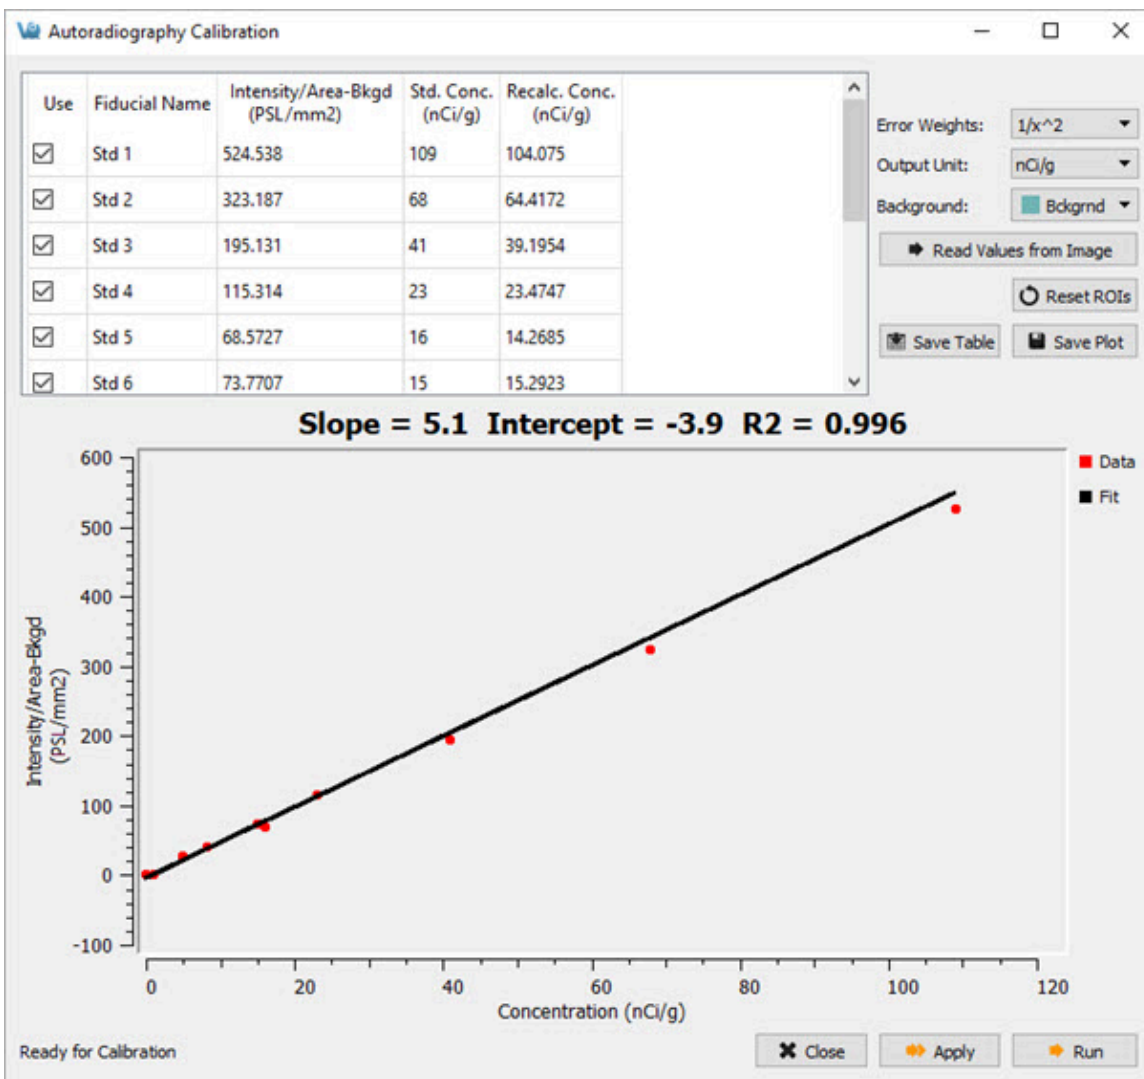 Autoradiography Calibration
Use Fiducial Name Intensity/Area-Bkgd (PSL/mm2) Std. Conc. (nCi/g) Recalc. Conc. (nCi/g)
Std 1 524.538 109 104.075
Std 2 323.187 68 64.4172
Std 3 195.131 41 39.1954
Std 4 115.314 23 23.4747
Std 5 68.5727 16 14.2685
Std 6 73.7707 15 15.2923
Error Weights: 1/x^2
Output Unit: nCi/g
Background: Bckgrnd
Read Values from Image
Reset ROIs
Save Table Save Plot
Slope = 5.1 Intercept = -3.9 R2 = 0.996
Data
Fit
600
500
400
300
200
100
0
-100
Intensity/Area-Bkgd
(PSL/mm2)
0 20 40 60 80 100 120
Concentration (nCi/g)
Ready for Calibration Close Apply Run